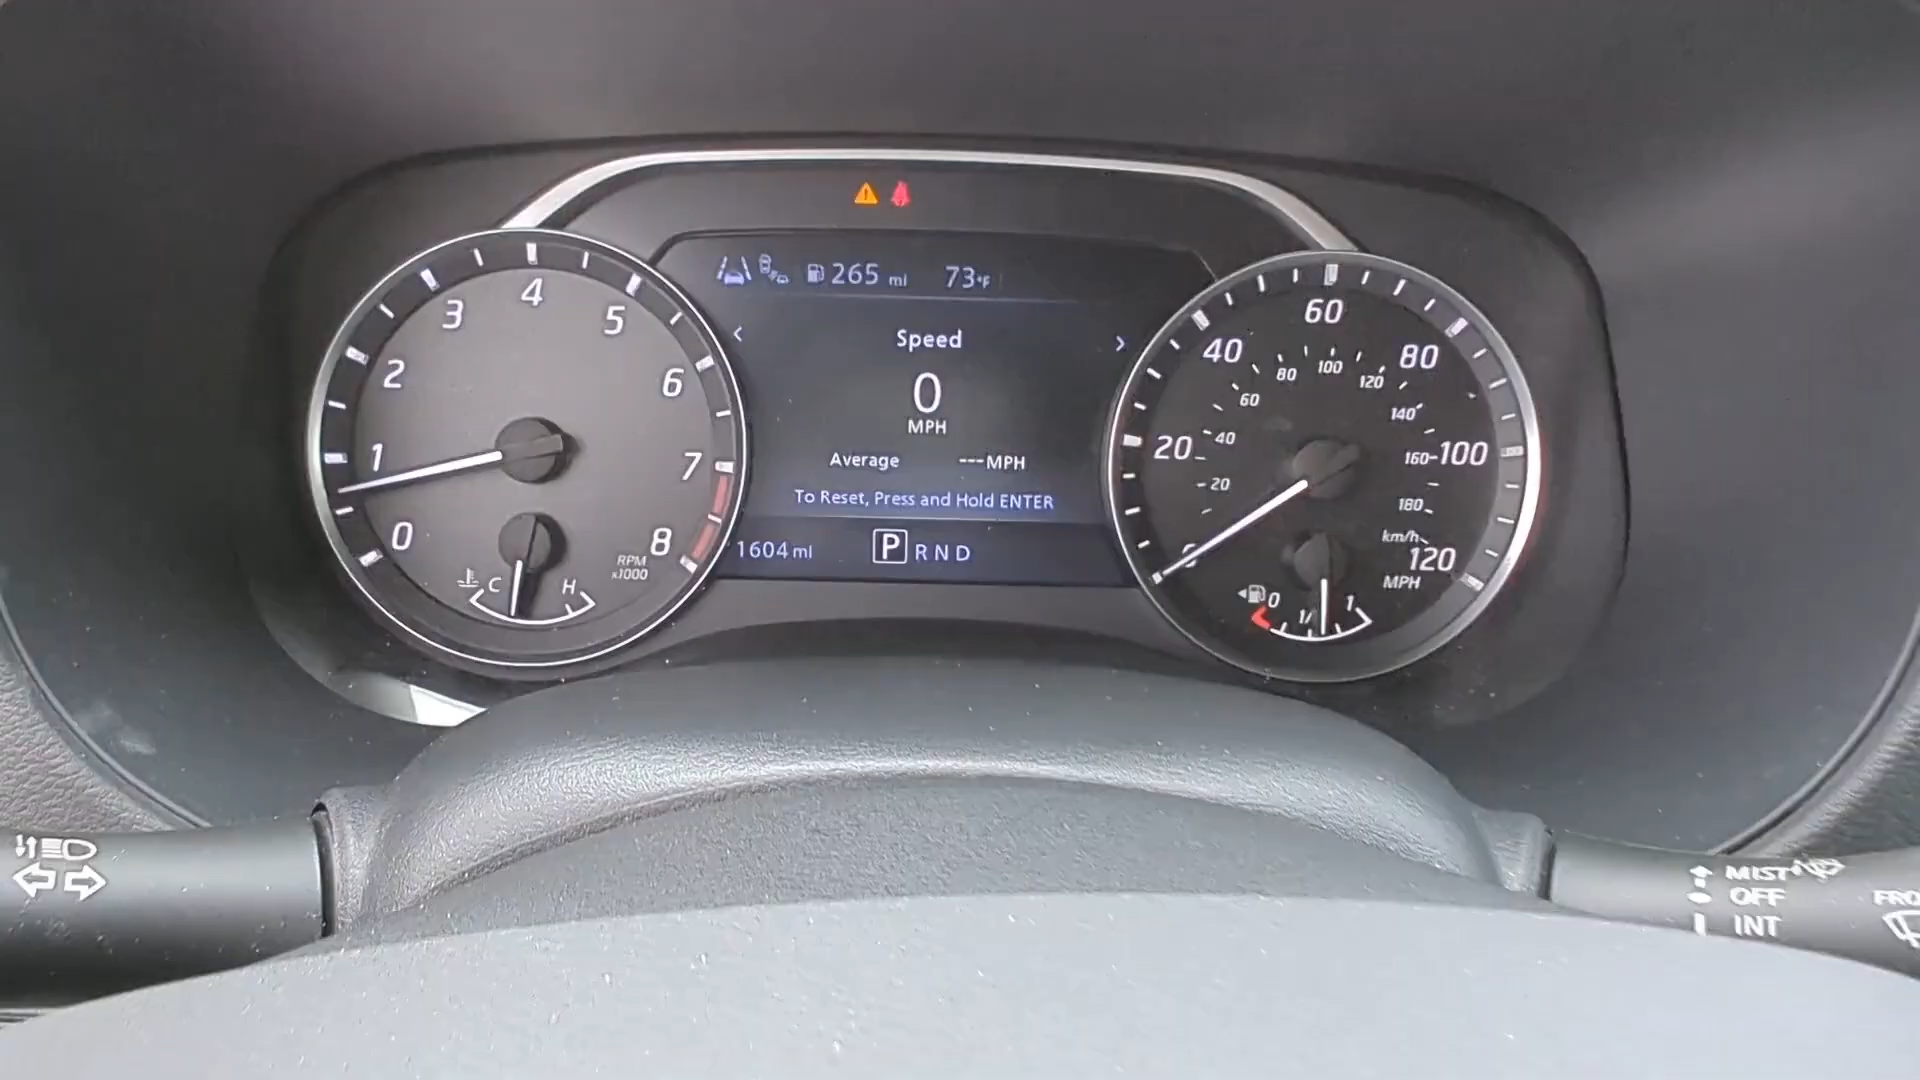 265 mi 73°F
Speed
0
MPH
Average ---MPH
To Reset, Press and Hold ENTER
1604 mi P R N D
0
1
2
3
4
5
6
7
8
RPM
x1000
C H
0
20
40
60
80
100
120
MPH
20
40
60
80
100
120
140
160
180
km/h
0 1/ 1
MIST
OFF
INT
FRO